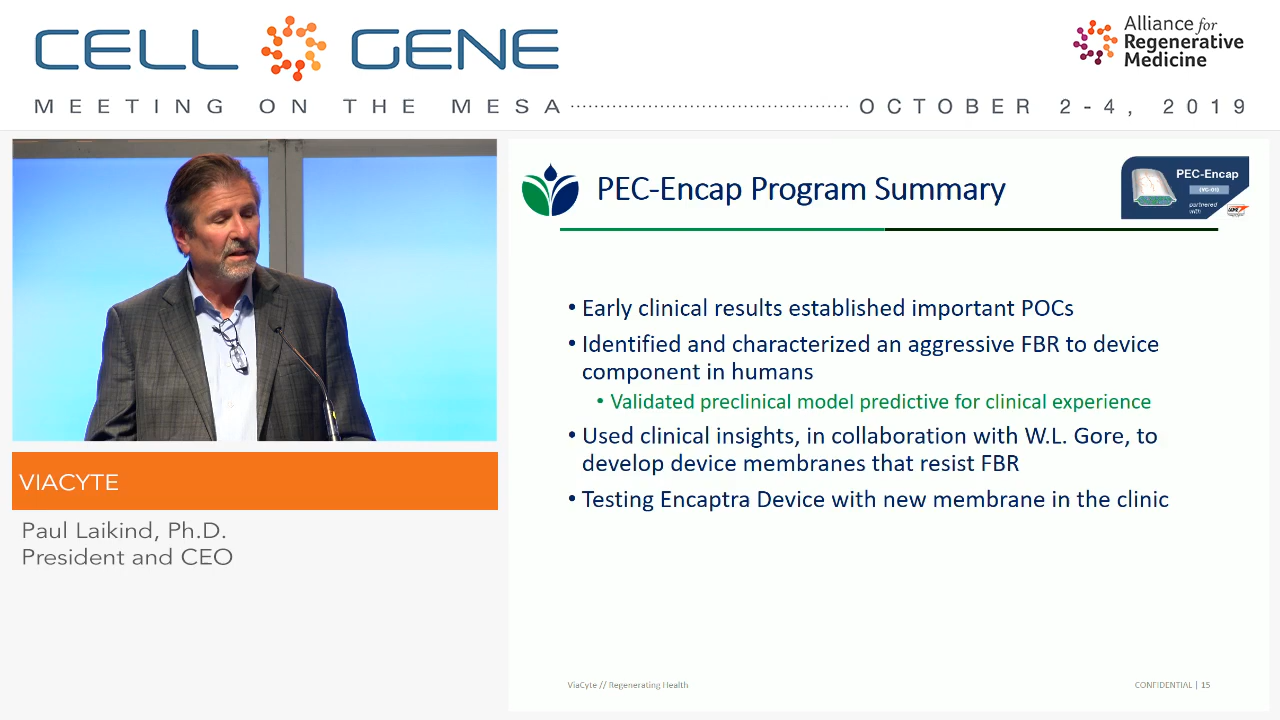 CELL GENE
Alliance for
Regenerative
Medicine
MEETING ON THE MESA
OCTOBER 2-4, 2019
PEC-Encap Program Summary
PEC-Encap
(VC-01)
partnered
with
• Early clinical results established important POCs
• Identified and characterized an aggressive FBR to device
component in humans
• Validated preclinical model predictive for clinical experience
• Used clinical insights, in collaboration with W.L. Gore, to
develop device membranes that resist FBR
• Testing Encaptra Device with new membrane in the clinic
VIACYTE
Paul Laikind, Ph.D.
President and CEO
ViaCyte // Regenerating Health
CONFIDENTIAL | 15